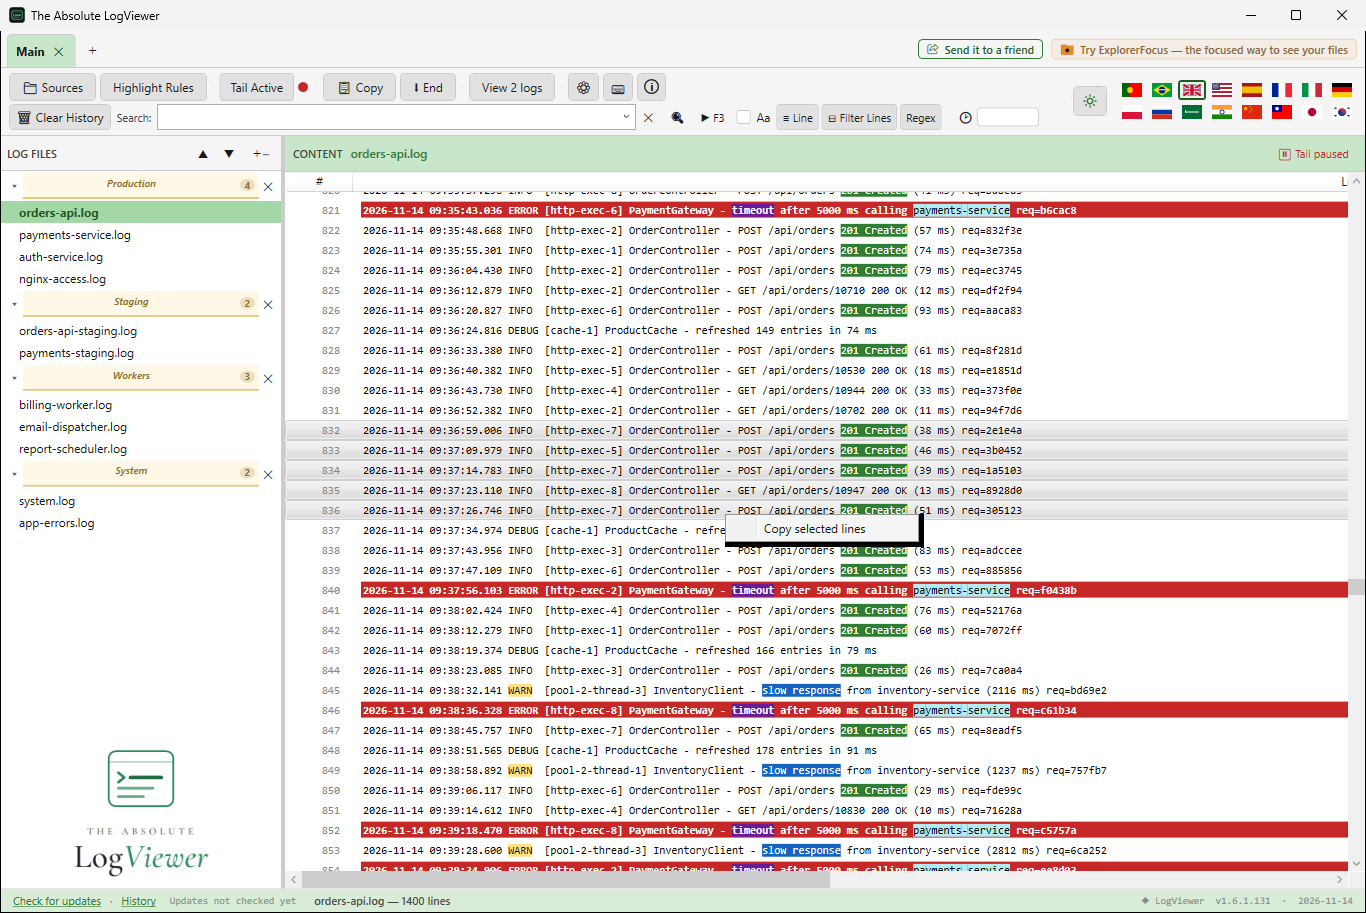 The Absolute LogViewer
Main
+
Send it to a friend
Try ExplorerFocus — the focused way to see your files
Sources
Highlight Rules
Tail Active
Copy
End
View 2 logs
Clear History
Search:
F3
Aa
Line
Filter Lines
Regex
LOG FILES
CONTENT orders-api.log
Tail paused
#
L
Production 4
orders-api.log
payments-service.log
auth-service.log
nginx-access.log
Staging 2
orders-api-staging.log
payments-staging.log
Workers 3
billing-worker.log
email-dispatcher.log
report-scheduler.log
System 2
system.log
app-errors.log
821 2026-11-14 09:35:43.036 ERROR [http-exec-6] PaymentGateway - timeout after 5000 ms calling payments-service req=b6cac8
822 2026-11-14 09:35:48.668 INFO [http-exec-2] OrderController - POST /api/orders 201 Created (57 ms) req=832f3e
823 2026-11-14 09:35:55.301 INFO [http-exec-1] OrderController - POST /api/orders 201 Created (74 ms) req=3e735a
824 2026-11-14 09:36:04.430 INFO [http-exec-2] OrderController - POST /api/orders 201 Created (79 ms) req=ec3745
825 2026-11-14 09:36:12.879 INFO [http-exec-2] OrderController - GET /api/orders/10710 200 OK (12 ms) req=df2f94
826 2026-11-14 09:36:20.827 INFO [http-exec-6] OrderController - POST /api/orders 201 Created (93 ms) req=aaca83
827 2026-11-14 09:36:24.816 DEBUG [cache-1] ProductCache - refreshed 149 entries in 74 ms
828 2026-11-14 09:36:33.380 INFO [http-exec-2] OrderController - POST /api/orders 201 Created (61 ms) req=8f281d
829 2026-11-14 09:36:40.382 INFO [http-exec-5] OrderController - GET /api/orders/10530 200 OK (18 ms) req=e1851d
830 2026-11-14 09:36:43.730 INFO [http-exec-4] OrderController - GET /api/orders/10944 200 OK (33 ms) req=373f0e
831 2026-11-14 09:36:52.382 INFO [http-exec-2] OrderController - GET /api/orders/10702 200 OK (11 ms) req=94f7d6
832 2026-11-14 09:36:59.006 INFO [http-exec-7] OrderController - POST /api/orders 201 Created (38 ms) req=2e1e4a
833 2026-11-14 09:37:09.979 INFO [http-exec-5] OrderController - POST /api/orders 201 Created (46 ms) req=3b0452
834 2026-11-14 09:37:14.783 INFO [http-exec-7] OrderController - POST /api/orders 201 Created (39 ms) req=1a5103
835 2026-11-14 09:37:23.110 INFO [http-exec-8] OrderController - GET /api/orders/10947 200 OK (13 ms) req=8928d0
836 2026-11-14 09:37:26.746 INFO [http-exec-7] OrderController - POST /api/orders 201 Created (51 ms) req=305123
Copy selected lines
837 2026-11-14 09:37:34.974 DEBUG [cache-1] ProductCache - refre
838 2026-11-14 09:37:43.956 INFO [http-exec-3] OrderController - POST /api/orders 201 Created (83 ms) req=adccee
839 2026-11-14 09:37:47.109 INFO [http-exec-6] OrderController - POST /api/orders 201 Created (53 ms) req=885856
840 2026-11-14 09:37:56.103 ERROR [http-exec-2] PaymentGateway - timeout after 5000 ms calling payments-service req=f0438b
841 2026-11-14 09:38:02.424 INFO [http-exec-4] OrderController - POST /api/orders 201 Created (76 ms) req=52176a
842 2026-11-14 09:38:12.279 INFO [http-exec-1] OrderController - POST /api/orders 201 Created (60 ms) req=7072ff
843 2026-11-14 09:38:19.374 DEBUG [cache-1] ProductCache - refreshed 166 entries in 79 ms
844 2026-11-14 09:38:23.085 INFO [http-exec-3] OrderController - POST /api/orders 201 Created (26 ms) req=7ca0a4
845 2026-11-14 09:38:32.141 WARN [pool-2-thread-3] InventoryClient - slow response from inventory-service (2116 ms) req=bd69e2
846 2026-11-14 09:38:36.328 ERROR [http-exec-8] PaymentGateway - timeout after 5000 ms calling payments-service req=c61b34
847 2026-11-14 09:38:45.757 INFO [http-exec-7] OrderController - POST /api/orders 201 Created (65 ms) req=8eadf5
848 2026-11-14 09:38:51.565 DEBUG [cache-1] ProductCache - refreshed 178 entries in 91 ms
849 2026-11-14 09:38:58.892 WARN [pool-2-thread-1] InventoryClient - slow response from inventory-service (1237 ms) req=757fb7
850 2026-11-14 09:39:06.117 INFO [http-exec-6] OrderController - POST /api/orders 201 Created (29 ms) req=fde99c
851 2026-11-14 09:39:14.612 INFO [http-exec-4] OrderController - GET /api/orders/10830 200 OK (10 ms) req=71628a
852 2026-11-14 09:39:18.470 ERROR [http-exec-8] PaymentGateway - timeout after 5000 ms calling payments-service req=c5757a
853 2026-11-14 09:39:28.600 WARN [pool-2-thread-3] InventoryClient - slow response from inventory-service (2812 ms) req=6ca252
THE ABSOLUTE
LogViewer
Check for updates · History Updates not checked yet orders-api.log — 1400 lines
LogViewer v1.6.1.131 · 2026-11-14